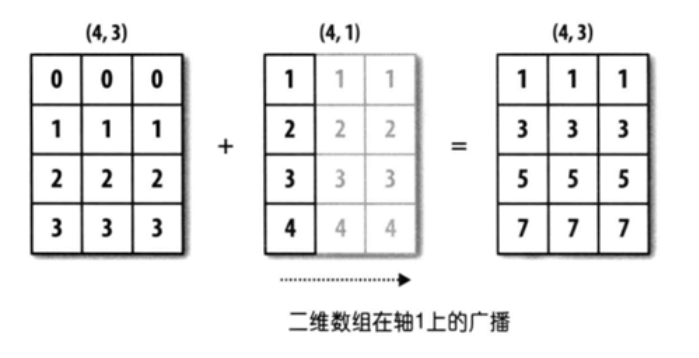 (4, 3) (4, 1) (4, 3)
0 0 0 1 1 1 1 1 1
1 1 1 + 2 2 2 = 3 3 3
2 2 2 3 3 3 5 5 5
3 3 3 4 4 4 7 7 7
二维数组在轴1上的广播